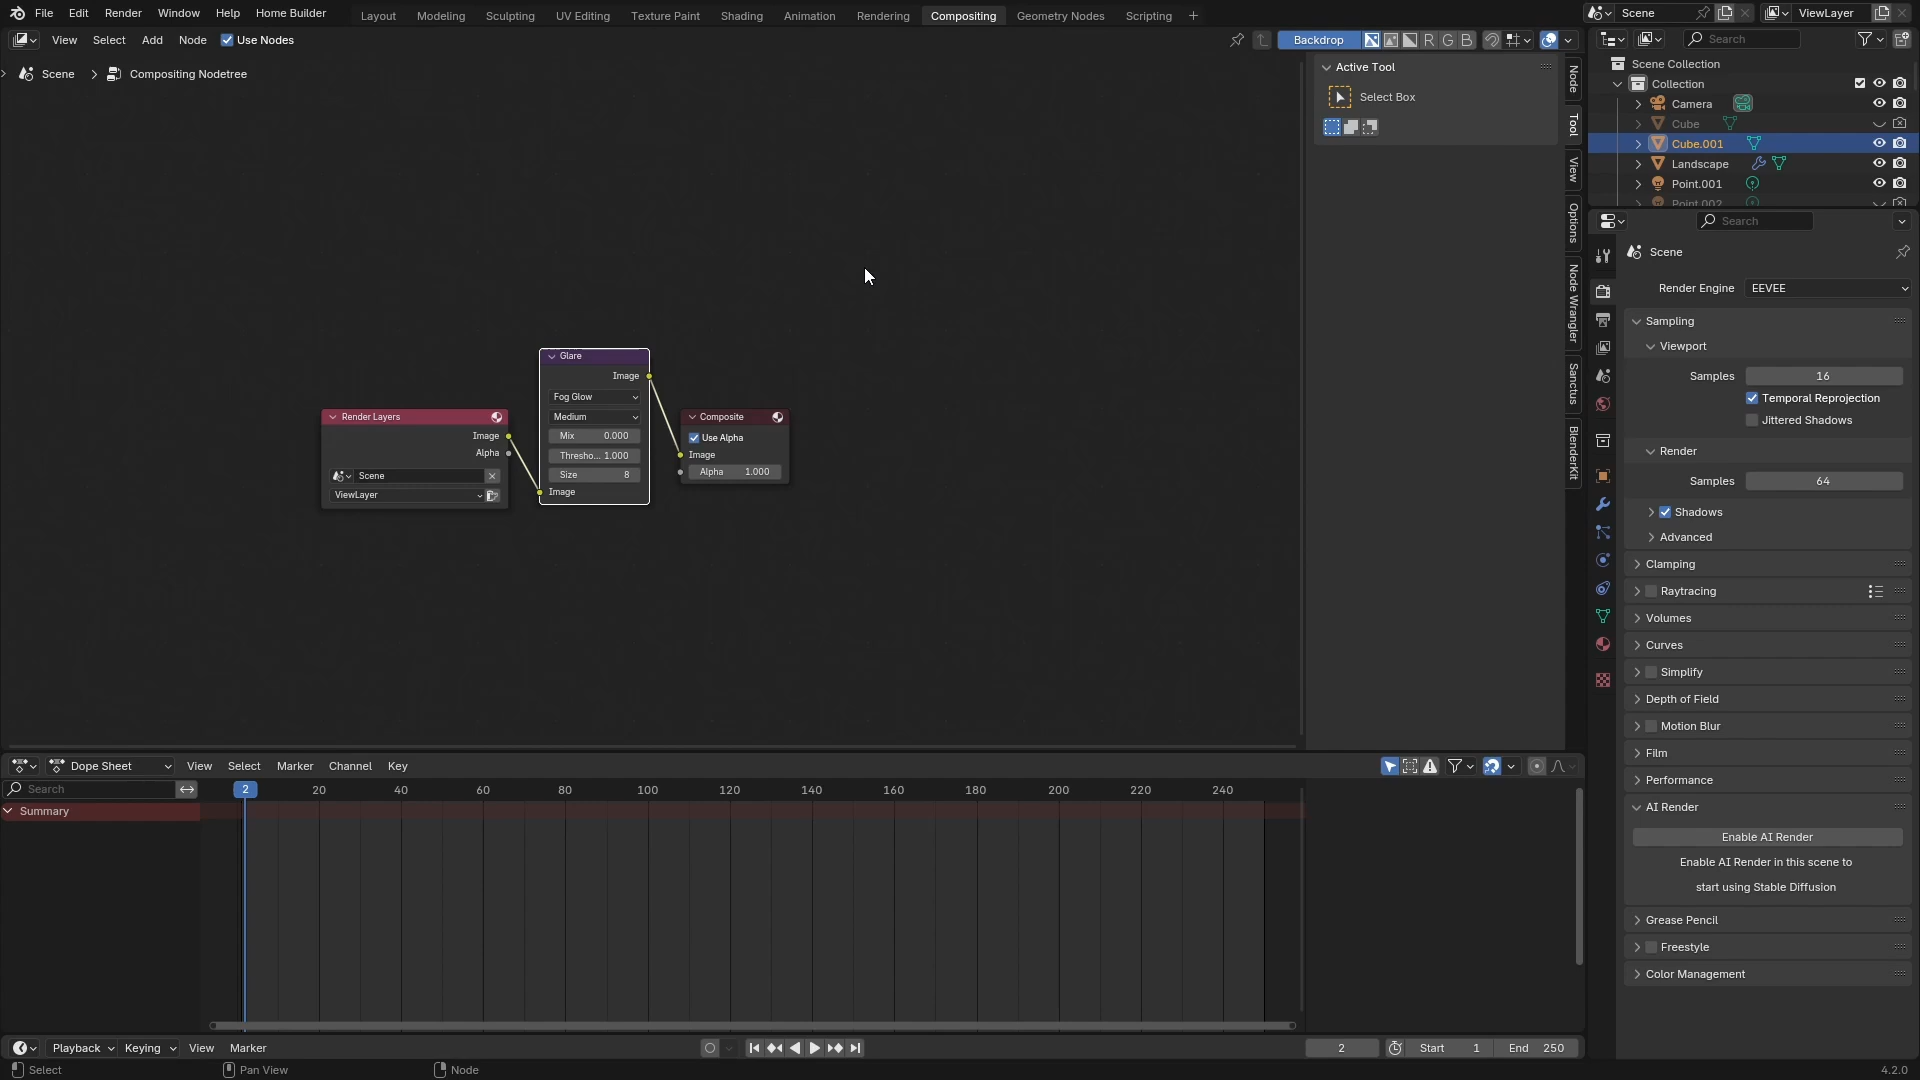 File Edit Render Window Help Home Builder Layout Modeling Sculpting UV Editing Texture Paint Shading Animation Rendering Compositing Geometry Nodes Scripting + Scene ViewLayer
View Select Add Node Use Nodes Backdrop R G B Search
Scene > Compositing Nodetree
Active Tool
Select Box
Node
Tool
View
Options
Node Wrangler
Sanctus
BlenderKit
Scene Collection
Collection
Camera
Cube
Cube.001
Landscape
Point.001
Point.002
Search
Scene
Render Engine EEVEE
Sampling
Viewport
Samples 16
Temporal Reprojection
Jittered Shadows
Render
Samples 64
Shadows
Advanced
Clamping
Raytracing
Volumes
Curves
Simplify
Depth of Field
Motion Blur
Film
Performance
AI Render
Enable AI Render
Enable AI Render in this scene to
start using Stable Diffusion
Grease Pencil
Freestyle
Color Management
Render Layers
Image
Alpha
Scene
ViewLayer
Glare
Image
Fog Glow
Medium
Mix 0.000
Thresho... 1.000
Size 8
Image
Composite
Use Alpha
Image
Alpha 1.000
Dope Sheet View Select Marker Channel Key
Search 2 20 40 60 80 100 120 140 160 180 200 220 240
Summary
Playback Keying View Marker 2 Start 1 End 250
Select Pan View Node 4.2.0